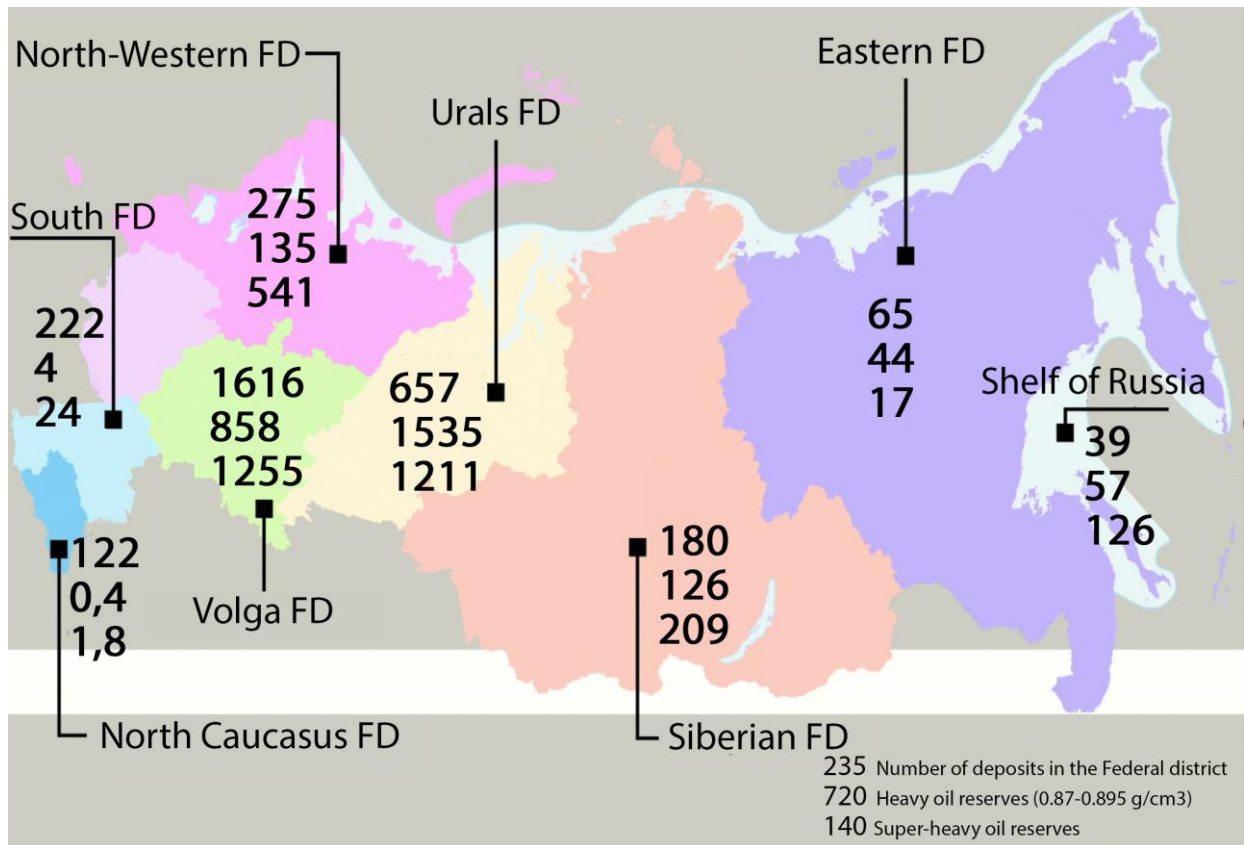 North-Western FD
Urals FD
Eastern FD
South FD
275
135
541
222
4
24
1616
858
1255
657
1535
1211
65
44
17
Shelf of Russia
39
57
126
122
0,4
1,8
Volga FD
180
126
209
North Caucasus FD
Siberian FD
235 Number of deposits in the Federal district
720 Heavy oil reserves (0.87-0.895 g/cm3)
140 Super-heavy oil reserves